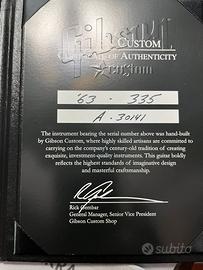 Gibson
CUSTOM
OF AUTHENTICITY
Custom
'63 - 335
A-30141
The instrument bearing the serial number above was hand-built
by Gibson Custom, where highly skilled artisans are committed to
carrying on the company's century-old tradition of creating
exquisite, investment-quality instruments. This guitar boldly
reflects the highest standards of imaginative design
and masterful craftsmanship.
Rick Gembar
General Manager, Senior Vice President
Gibson Custom Shop
subito